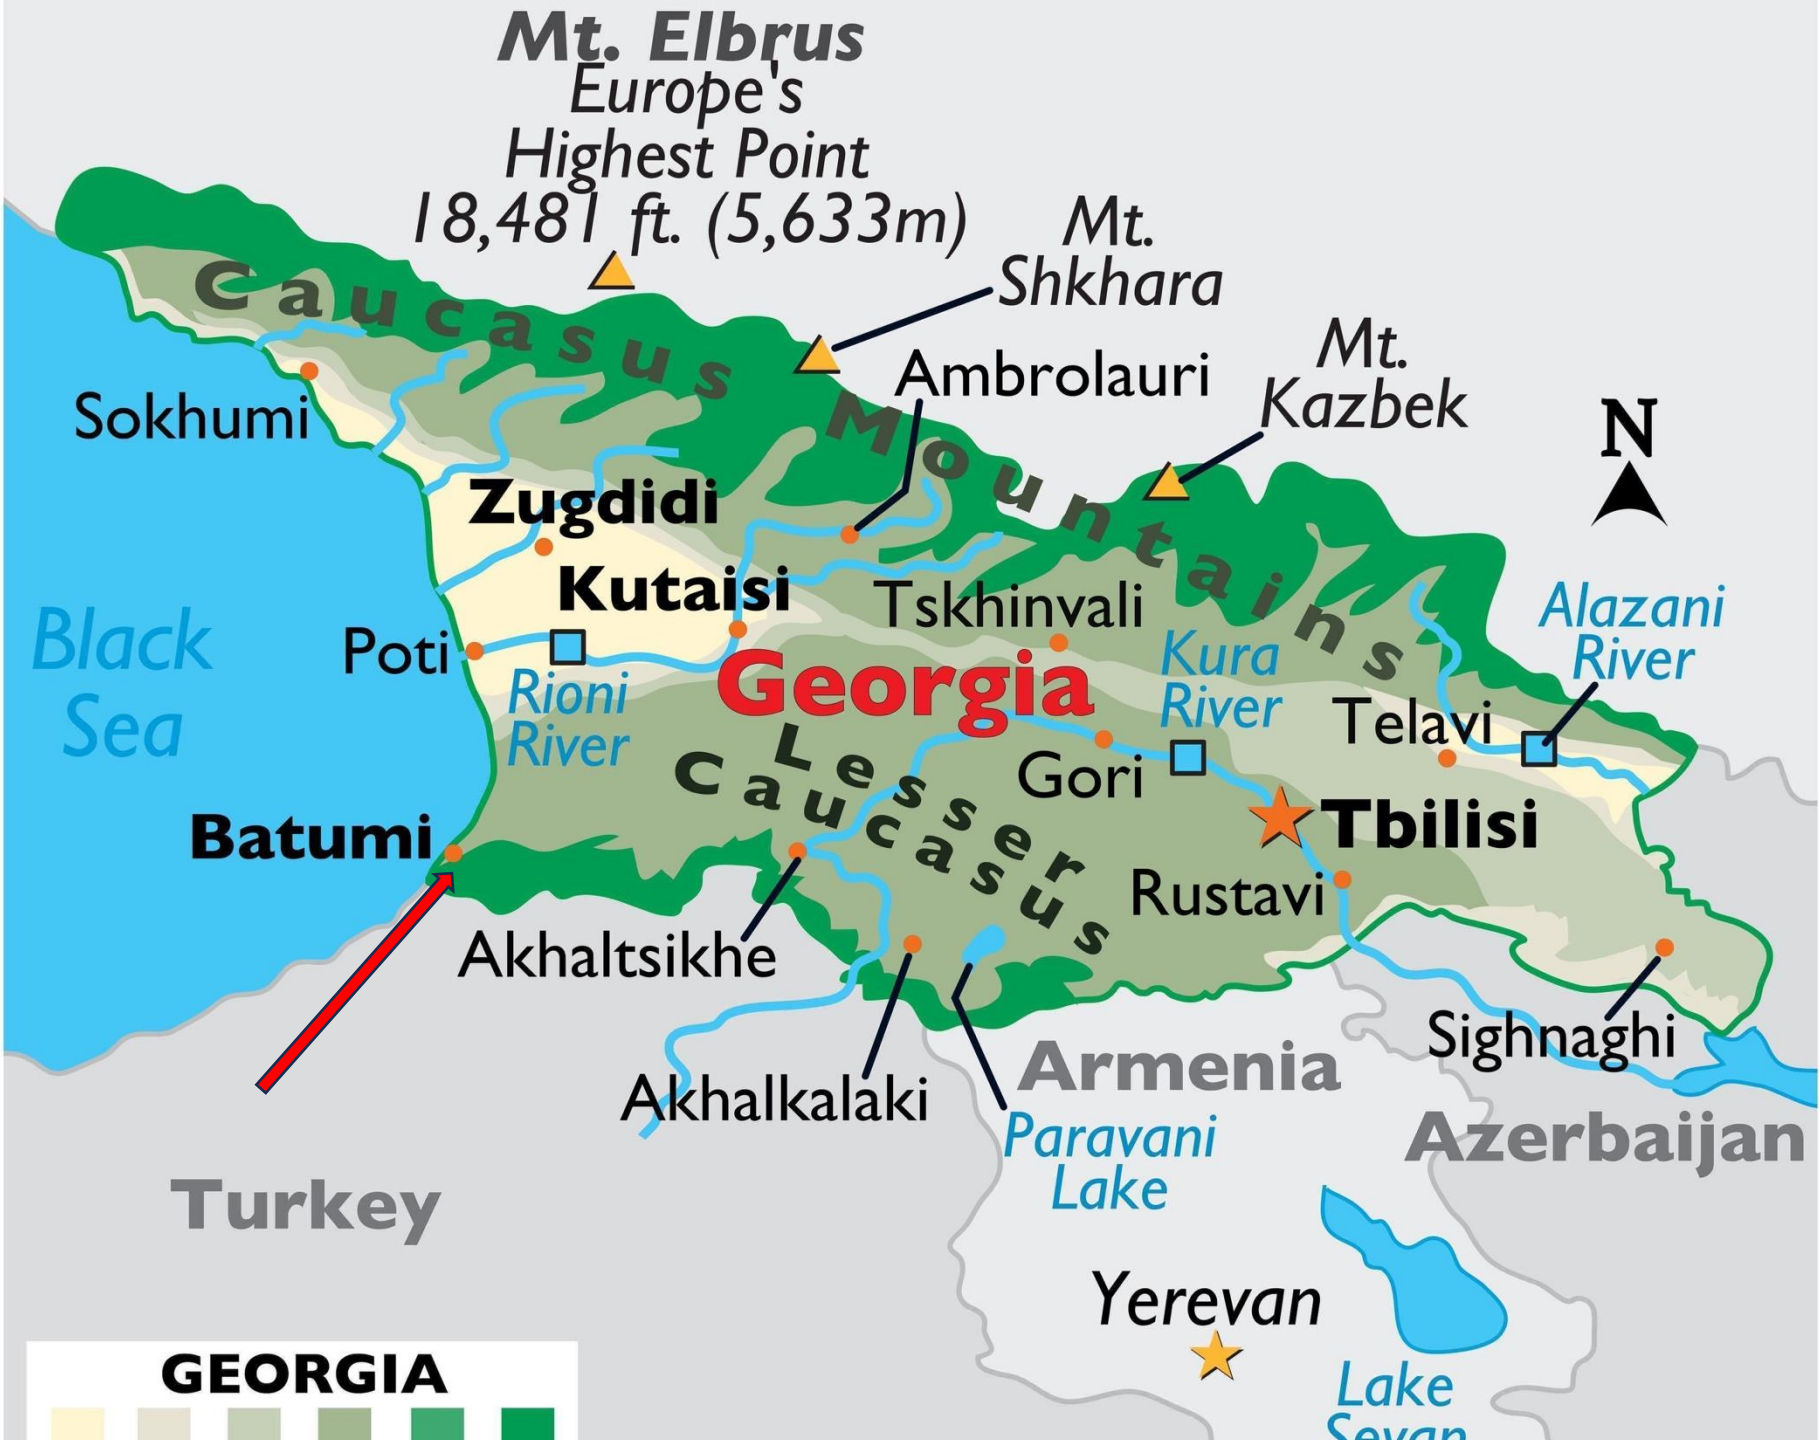 Mt. Elbrus
Europe's
Highest Point
18,481 ft. (5,633m)
Mt.
Shkhara
Ambrolauri
Mt.
Kazbek
N
Caucasus Mountains
Sokhumi
Zugdidi
Kutaisi
Tskhinvali
Alazani
River
Black
Sea
Poti
Rioni
River
Georgia
Kura
River
Telavi
Lesser
Caucasus
Gori
Batumi
Tbilisi
Rustavi
Akhaltsikhe
Sighnaghi
Akhalkalaki
Armenia
Paravani
Lake
Azerbaijan
Turkey
Yerevan
Lake
Sevan
GEORGIA